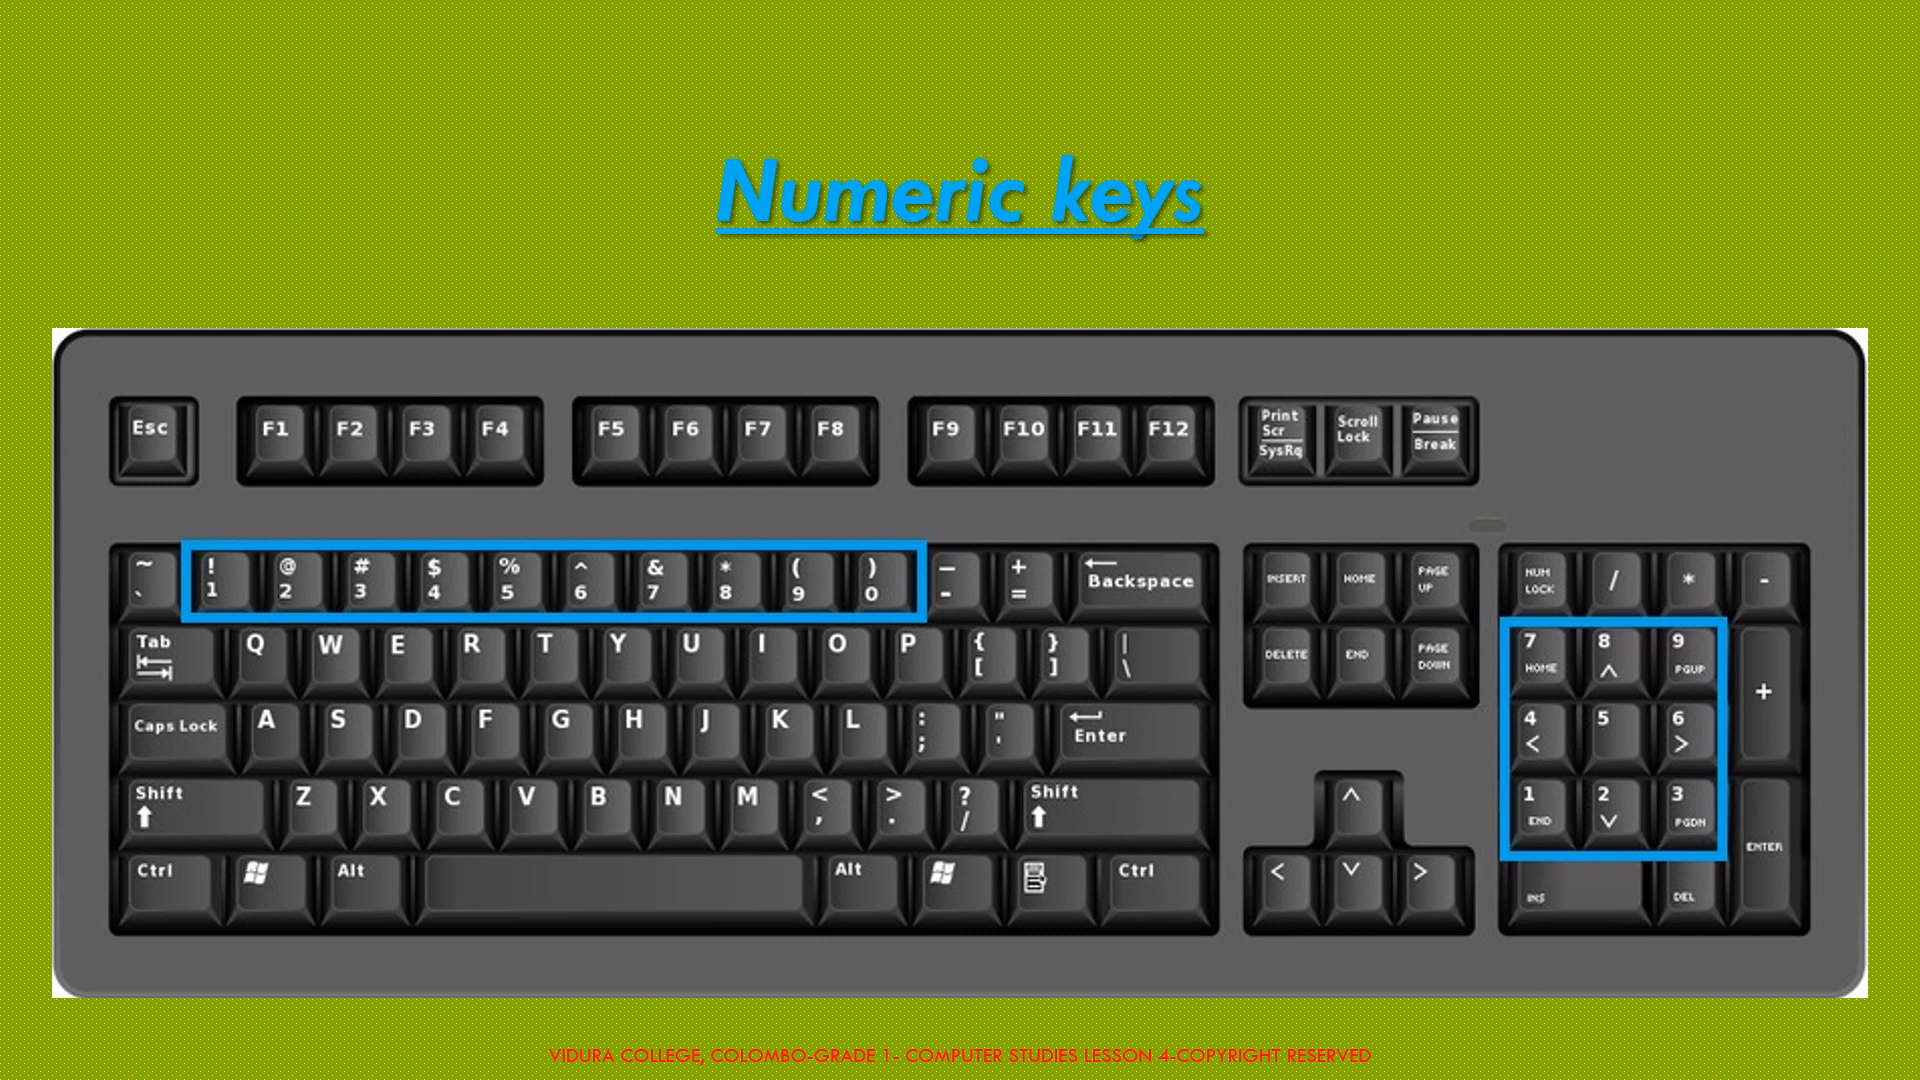 Numeric keys
Esc F1 F2 F3 F4 F5 F6 F7 F8 F9 F10 F11 F12 Print Scr SysRq Scroll Lock Pause Break
~ ! @ # $ % ^ & * ( ) — + Backspace INSERT HOME PAGE UP NUM LOCK / * -
` 1 2 3 4 5 6 7 8 9 0 - =
Tab Q W E R T Y U I O P { [ } ] | \ DELETE END PAGE DOWN 7 HOME 8 ^ 9 PGUP +
Caps Lock A S D F G H J K L : ; " ' Enter 4 < 5 6 >
Shift Z X C V B N M < , > . ? / Shift ^ 1 END 2 v 3 PGDN ENTER
Ctrl Alt Alt Ctrl < v > INS DEL
VIDURA COLLEGE, COLOMBO-GRADE 1- COMPUTER STUDIES LESSON 4-COPYRIGHT RESERVED